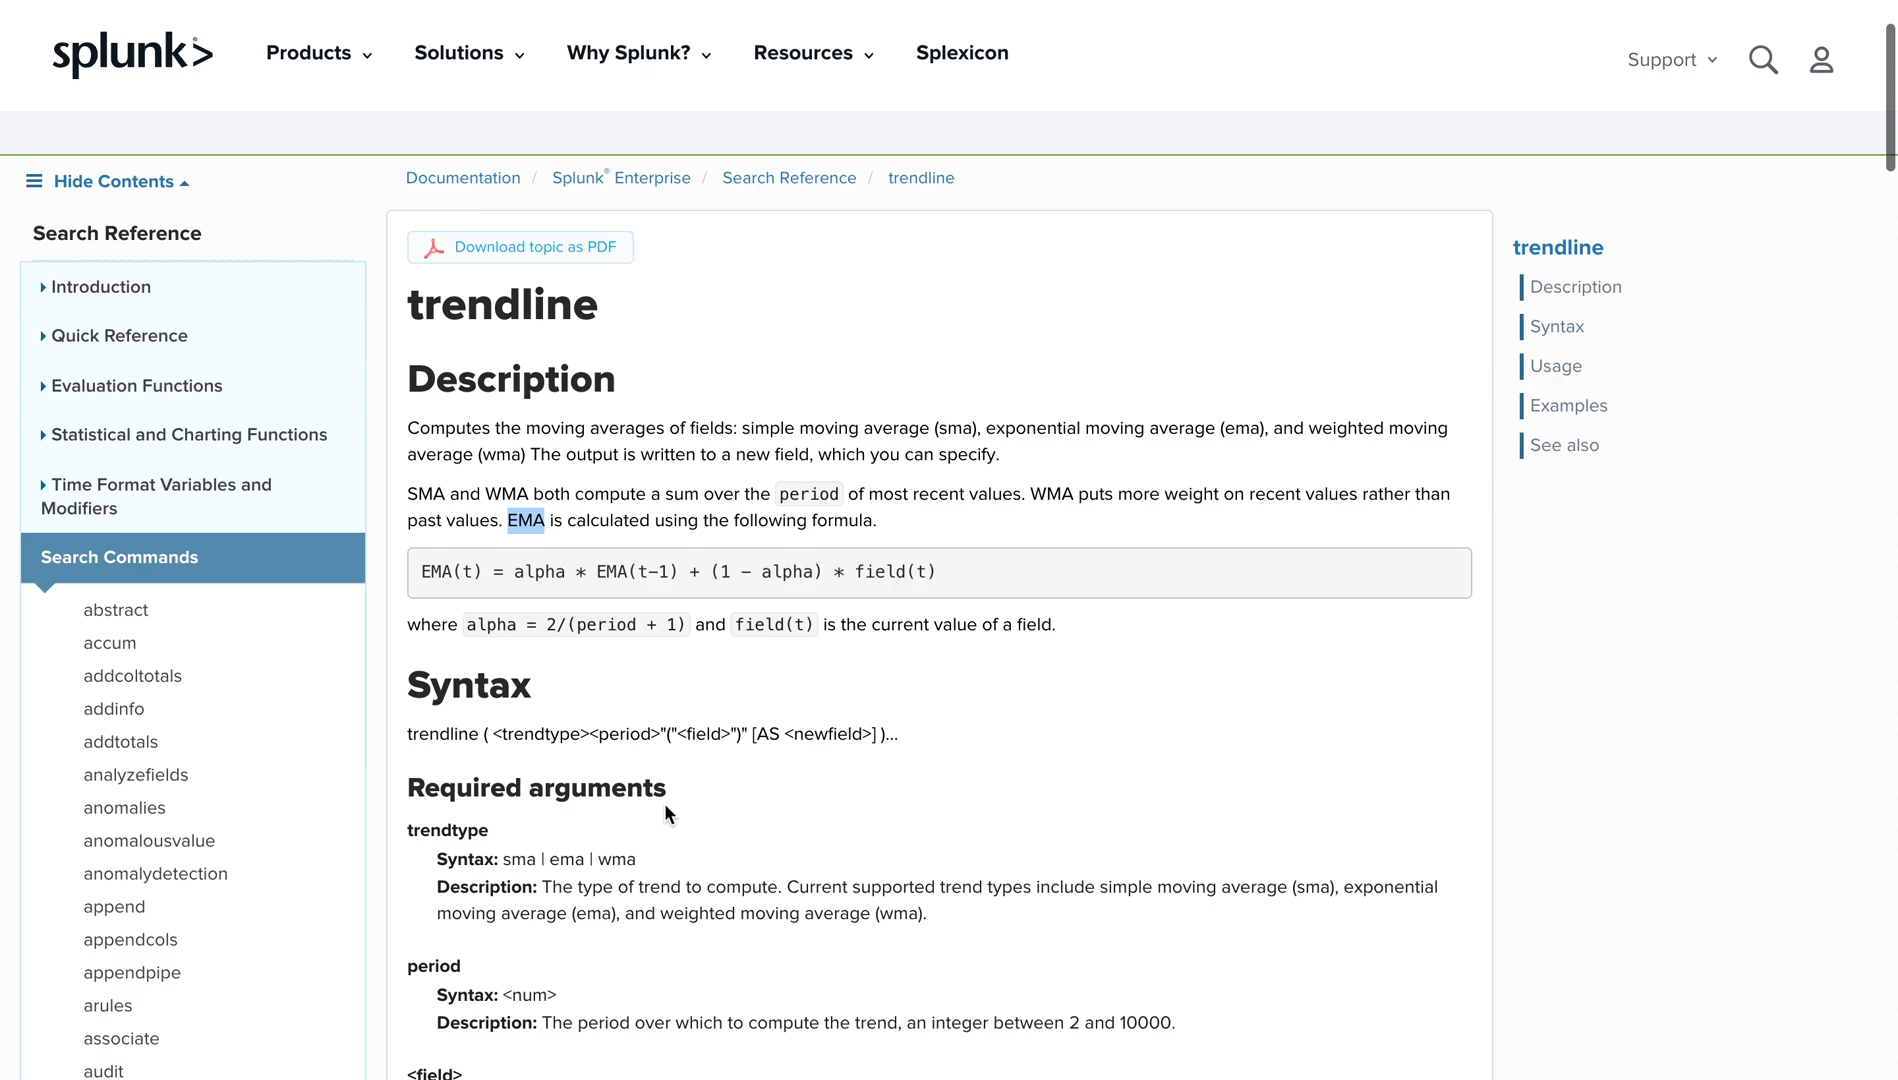 splunk>
Products
Solutions
Why Splunk?
Resources
Splexicon
Support
Hide Contents
Documentation / Splunk® Enterprise / Search Reference / trendline
Search Reference
Introduction
Quick Reference
Evaluation Functions
Statistical and Charting Functions
Time Format Variables and
Modifiers
Search Commands
abstract
accum
addcoltotals
addinfo
addtotals
analyzefields
anomalies
anomalousvalue
anomalydetection
append
appendcols
appendpipe
arules
associate
audit
Download topic as PDF
trendline
Description
Computes the moving averages of fields: simple moving average (sma), exponential moving average (ema), and weighted moving
average (wma) The output is written to a new field, which you can specify.
SMA and WMA both compute a sum over the period of most recent values. WMA puts more weight on recent values rather than
past values. EMA is calculated using the following formula.
EMA(t) = alpha * EMA(t-1) + (1 - alpha) * field(t)
where alpha = 2/(period + 1) and field(t) is the current value of a field.
Syntax
trendline ( <trendtype><period>"("<field>")" [AS <newfield>] )...
Required arguments
trendtype
Syntax: sma | ema | wma
Description: The type of trend to compute. Current supported trend types include simple moving average (sma), exponential
moving average (ema), and weighted moving average (wma).
period
Syntax: <num>
Description: The period over which to compute the trend, an integer between 2 and 10000.
<field>
trendline
Description
Syntax
Usage
Examples
See also